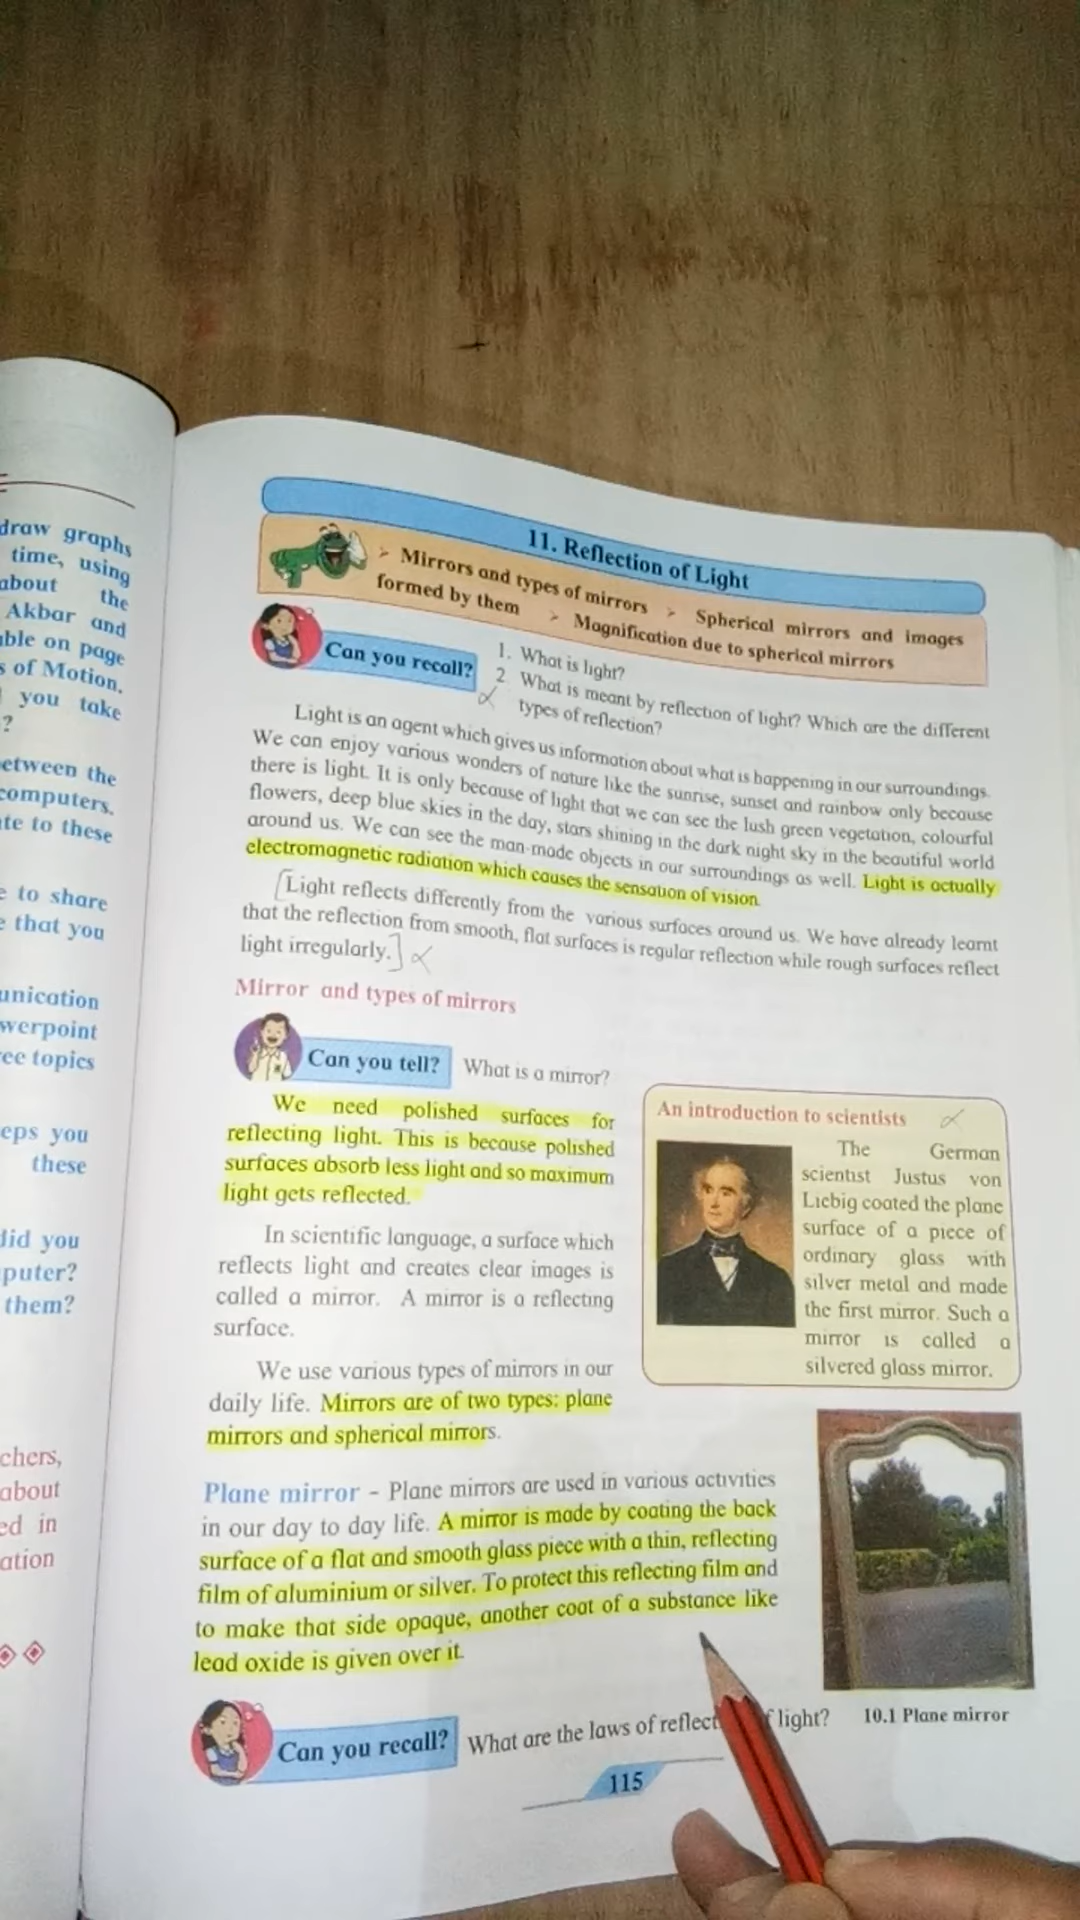 draw graphs
time, using
about the
Akbar and
able on page
s of Motion.
you take
?
etween the
computers.
te to these
e to share
e that you
unication
werpoint
ee topics
eps you
these
did you
puter?
them?
chers,
about
ed in
ation
11. Reflection of Light
➢ Mirrors and types of mirrors ➢ Spherical mirrors and images
formed by them ➢ Magnification due to spherical mirrors
Can you recall?
1. What is light?
2. What is meant by reflection of light? Which are the different
types of reflection?
Light is an agent which gives us information about what is happening in our surroundings.
We can enjoy various wonders of nature like the sunrise, sunset and rainbow only because
there is light. It is only because of light that we can see the lush green vegetation, colourful
flowers, deep blue skies in the day, stars shining in the dark night sky in the beautiful world
around us. We can see the man-made objects in our surroundings as well. Light is actually
electromagnetic radiation which causes the sensation of vision.
Light reflects differently from the various surfaces around us. We have already learnt
that the reflection from smooth, flat surfaces is regular reflection while rough surfaces reflect
light irregularly.
Mirror and types of mirrors
Can you tell? What is a mirror?
We need polished surfaces for
reflecting light. This is because polished
surfaces absorb less light and so maximum
light gets reflected.
In scientific language, a surface which
reflects light and creates clear images is
called a mirror. A mirror is a reflecting
surface.
We use various types of mirrors in our
daily life. Mirrors are of two types: plane
mirrors and spherical mirrors.
An introduction to scientists
The German
scientist Justus von
Liebig coated the plane
surface of a piece of
ordinary glass with
silver metal and made
the first mirror. Such a
mirror is called a
silvered glass mirror.
Plane mirror - Plane mirrors are used in various activities
in our day to day life. A mirror is made by coating the back
surface of a flat and smooth glass piece with a thin, reflecting
film of aluminium or silver. To protect this reflecting film and
to make that side opaque, another coat of a substance like
lead oxide is given over it.
10.1 Plane mirror
Can you recall? What are the laws of reflect f light?
115